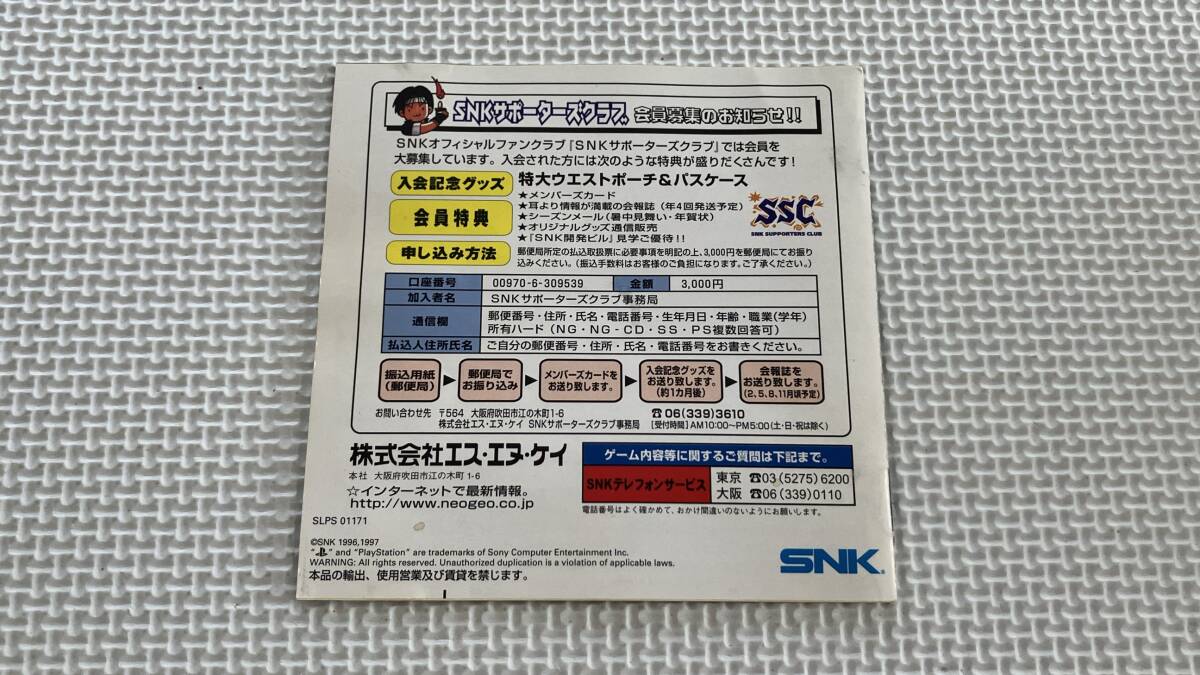 SNKサポーターズクラブ 会員募集のお知らせ!!
SNKオフィシャルファンクラブ『SNKサポーターズクラブ』では会員を
大募集しています。入会された方には次のような特典が盛りだくさんです!
入会記念グッズ 特大ウエストポーチ&パスケース
会員特典
★メンバーズカード
★耳より情報が満載の会報誌(年4回発送予定)
★シーズンメール(暑中見舞い・年賀状)
★オリジナルグッズ通信販売
★『SNK開発ビル』見学ご優待!!
SSC
SNK SUPPORTERS CLUB
申し込み方法
郵便局所定の払込取扱票に必要事項を明記の上、3,000円を郵便局にてお振り
込みください。(振込手数料はお客様のご負担になります。ご了承ください。)
口座番号 00970-6-309539 金額 3,000円
加入者名 SNKサポーターズクラブ事務局
通信欄
郵便番号・住所・氏名・電話番号・生年月日・年齢・職業(学年)
所有ハード(NG・NG-CD・SS・PS複数回答可)
払込人住所氏名 ご自分の郵便番号・住所・氏名・電話番号をお書きください。
振込用紙
(郵便局)
郵便局で
お振り込み
メンバーズカードを
お送り致します。
入会記念グッズを
お送り致します。
(約1カ月後)
会報誌を
お送り致します。
(2、5、8、11月頃予定)
お問い合わせ先 〒564 大阪府吹田市江の木町1-6 ☎06(339)3610
株式会社エス・エヌ・ケイ SNKサポーターズクラブ事務局 [受付時間]AM10:00〜PM5:00(土・日・祝は除く)
株式会社エス・エヌ・ケイ
本社 大阪府吹田市江の木町1-6
☆インターネットで最新情報。
http://www.neogeo.co.jp
ゲーム内容等に関するご質問は下記まで。
SNKテレフォンサービス
東京 ☎03(5275)6200
大阪 ☎06(339)0110
電話番号はよく確かめて、おかけ間違いのないようにお願いします。
SLPS 01171
©SNK 1996,1997
" " and "PlayStation" are trademarks of Sony Computer Entertainment Inc.
WARNING: All rights reserved. Unauthorized duplication is a violation of applicable laws.
本品の輸出、使用営業及び賃貸を禁じます。
SNK